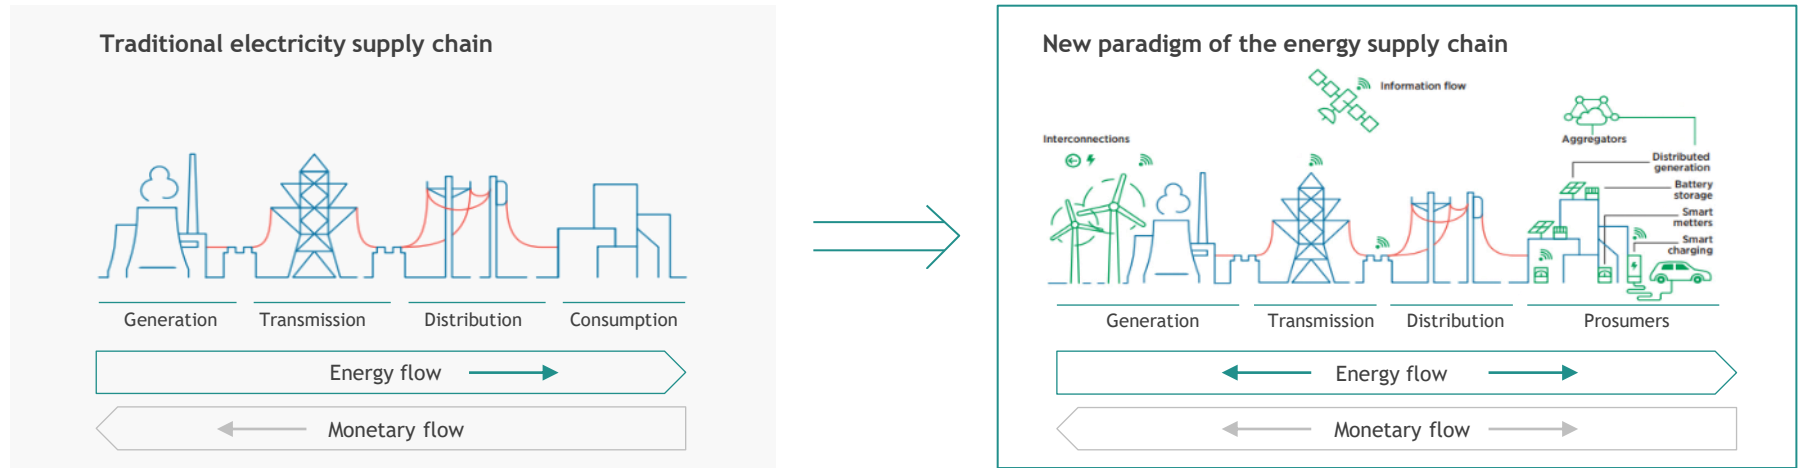 Traditional electricity supply chain
Generation
Transmission
Distribution
Consumption
Energy flow
Monetary flow
New paradigm of the energy supply chain
Information flow
Interconnections
Aggregators
Distributed
generation
Battery
storage
Smart
metters
Smart
charging
Generation
Transmission
Distribution
Prosumers
Energy flow
Monetary flow